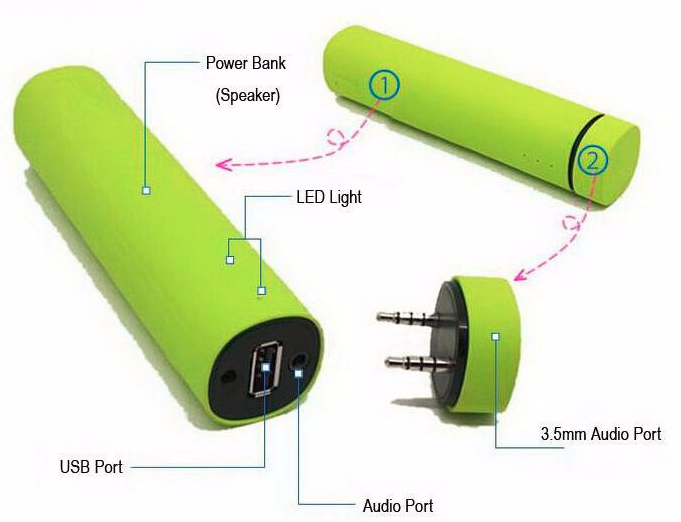 Power Bank
(Speaker)
1
2
LED Light
3.5mm Audio Port
USB Port
Audio Port